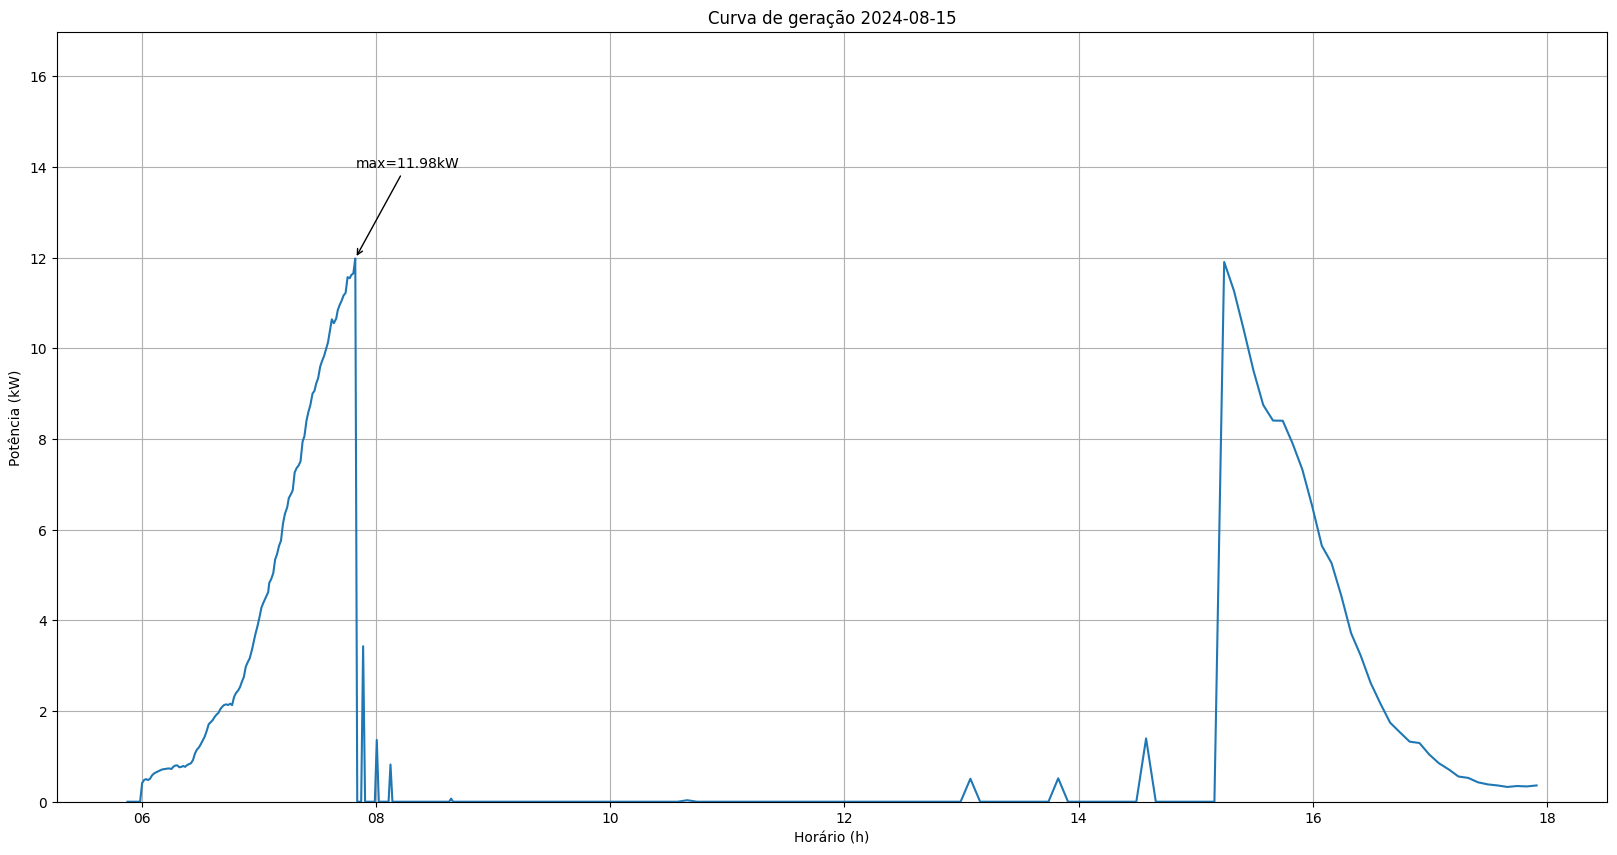 Curva de geração 2024-08-15
16
14
12
10
8
6
4
2
0
Potência (kW)
max=11.98kW
06 08 10 12 14 16 18
Horário (h)